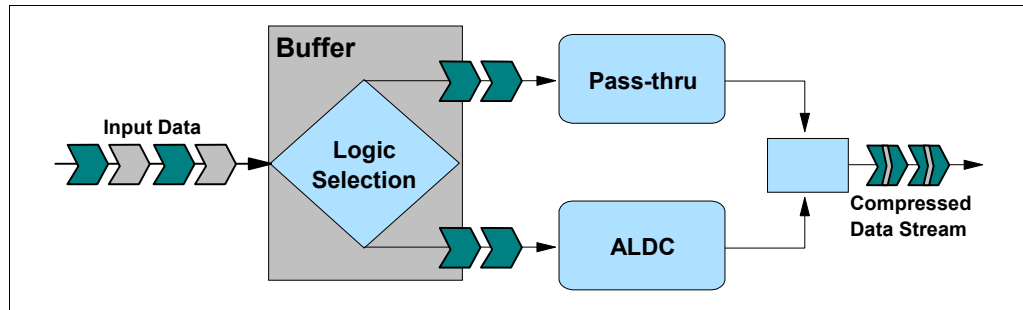 Buffer
Input Data
Logic
Selection
Pass-thru
ALDC
Compressed
Data Stream